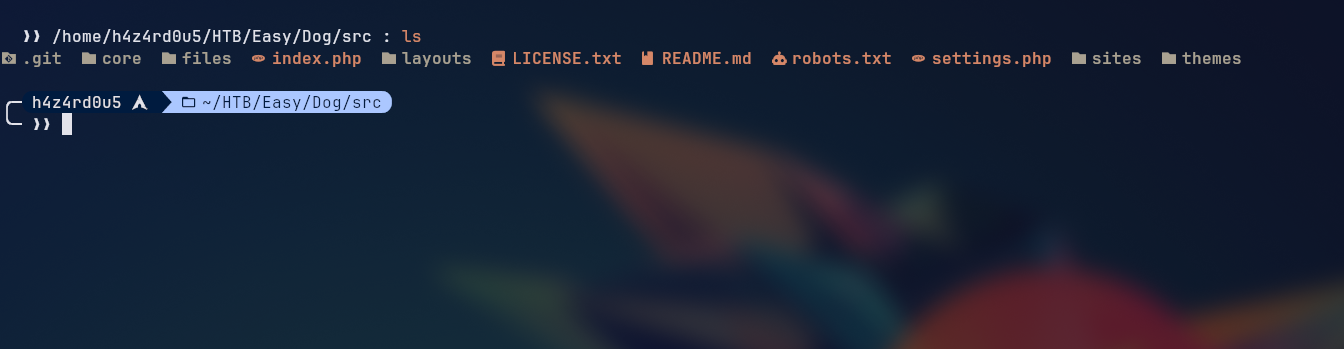 ❫❫ /home/h4z4rd0u5/HTB/Easy/Dog/src : ls
.git core files index.php layouts LICENSE.txt README.md robots.txt settings.php sites themes
h4z4rd0u5 ~/HTB/Easy/Dog/src
❫❫